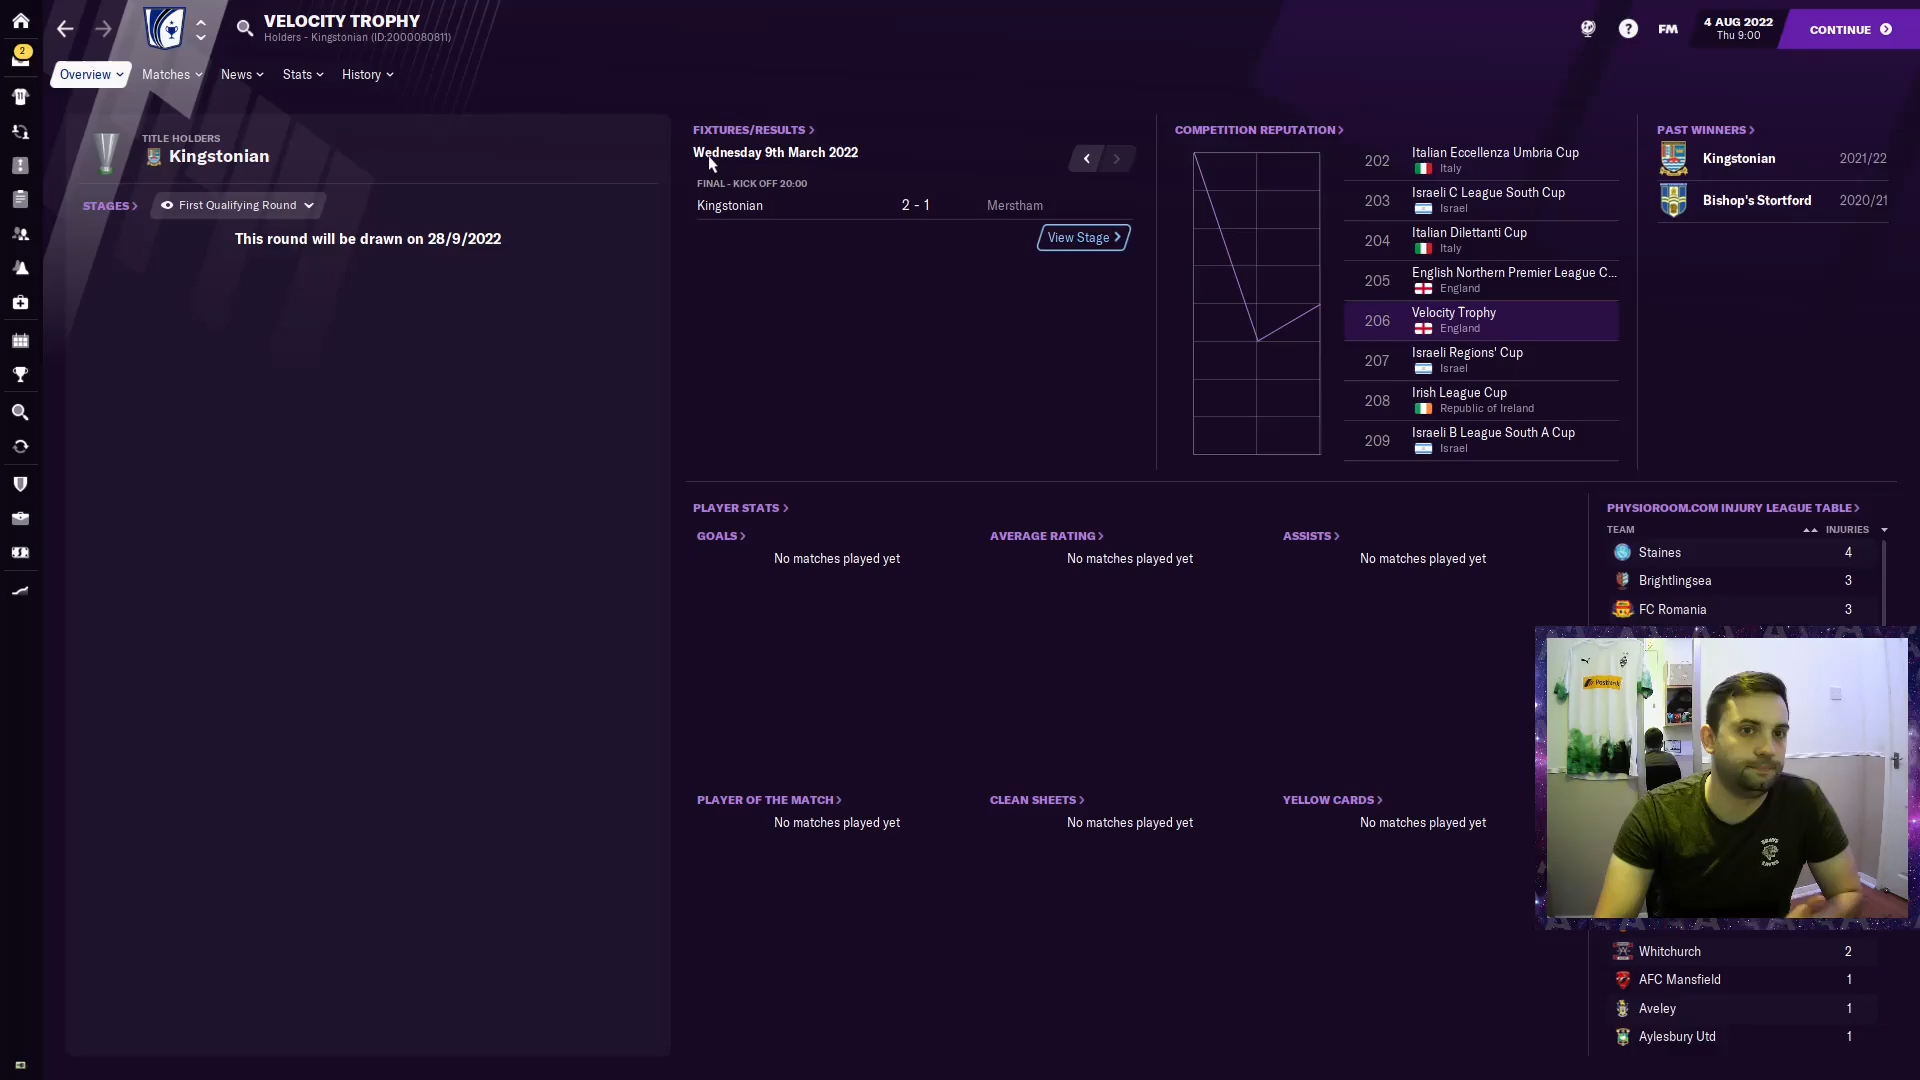 2
VELOCITY TROPHY
Holders - Kingstonian (ID:2000080811)
FM
4 AUG 2022
Thu 9:00
CONTINUE
Overview
Matches
News
Stats
History
TITLE HOLDERS
Kingstonian
STAGES
First Qualifying Round
This round will be drawn on 28/9/2022
FIXTURES/RESULTS
Wednesday 9th March 2022
FINAL - KICK OFF 20:00
Kingstonian 2 - 1 Merstham
View Stage
COMPETITION REPUTATION
202 Italian Eccellenza Umbria Cup
Italy
203 Israeli C League South Cup
Israel
204 Italian Dilettanti Cup
Italy
205 English Northern Premier League C...
England
206 Velocity Trophy
England
207 Israeli Regions' Cup
Israel
208 Irish League Cup
Republic of Ireland
209 Israeli B League South A Cup
Israel
PAST WINNERS
Kingstonian 2021/22
Bishop's Stortford 2020/21
PLAYER STATS
GOALS
No matches played yet
AVERAGE RATING
No matches played yet
ASSISTS
No matches played yet
PLAYER OF THE MATCH
No matches played yet
CLEAN SHEETS
No matches played yet
YELLOW CARDS
No matches played yet
PHYSIOROOM.COM INJURY LEAGUE TABLE
TEAM INJURIES
Staines 4
Brightlingsea 3
FC Romania 3
Whitchurch 2
AFC Mansfield 1
Aveley 1
Aylesbury Utd 1